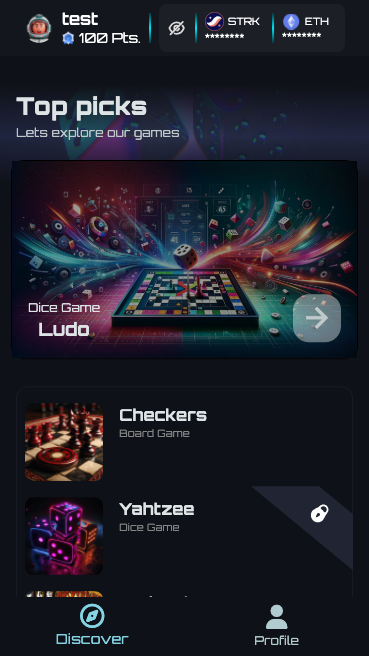 test
100 Pts.
STRK
********
ETH
********
Top picks
Lets explore our games
Dice Game
Ludo
Checkers
Board Game
Yahtzee
Dice Game
Discover
Profile